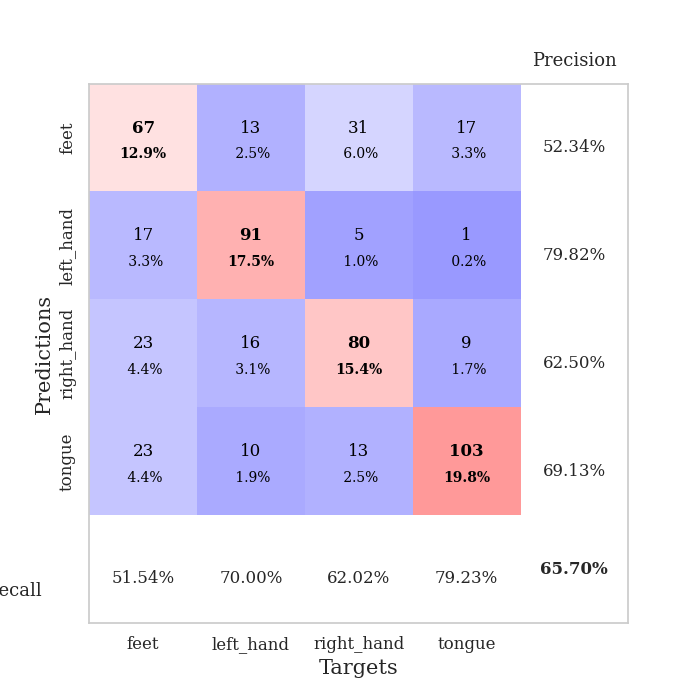 Precision
feet
67 13 31 17
12.9% 2.5% 6.0% 3.3%
52.34%
left_hand
17 91 5 1
3.3% 17.5% 1.0% 0.2%
79.82%
Predictions
right_hand
23 16 80 9
4.4% 3.1% 15.4% 1.7%
62.50%
tongue
23 10 13 103
4.4% 1.9% 2.5% 19.8%
69.13%
ecall
51.54% 70.00% 62.02% 79.23%
65.70%
feet left_hand right_hand tongue
Targets